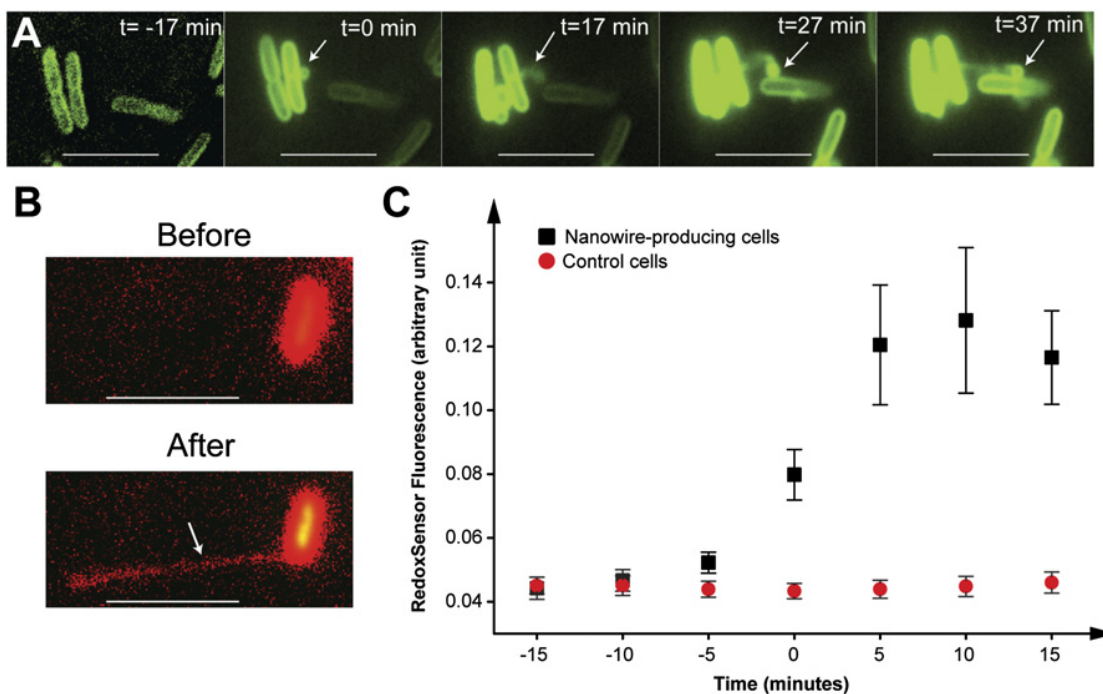 A
t= -17 min
t=0 min
t=17 min
t=27 min
t=37 min
B
Before
After
C
Nanowire-producing cells
Control cells
RedoxSensor Fluorescence (arbitrary unit)
0.14
0.12
0.10
0.08
0.06
0.04
-15 -10 -5 0 5 10 15
Time (minutes)